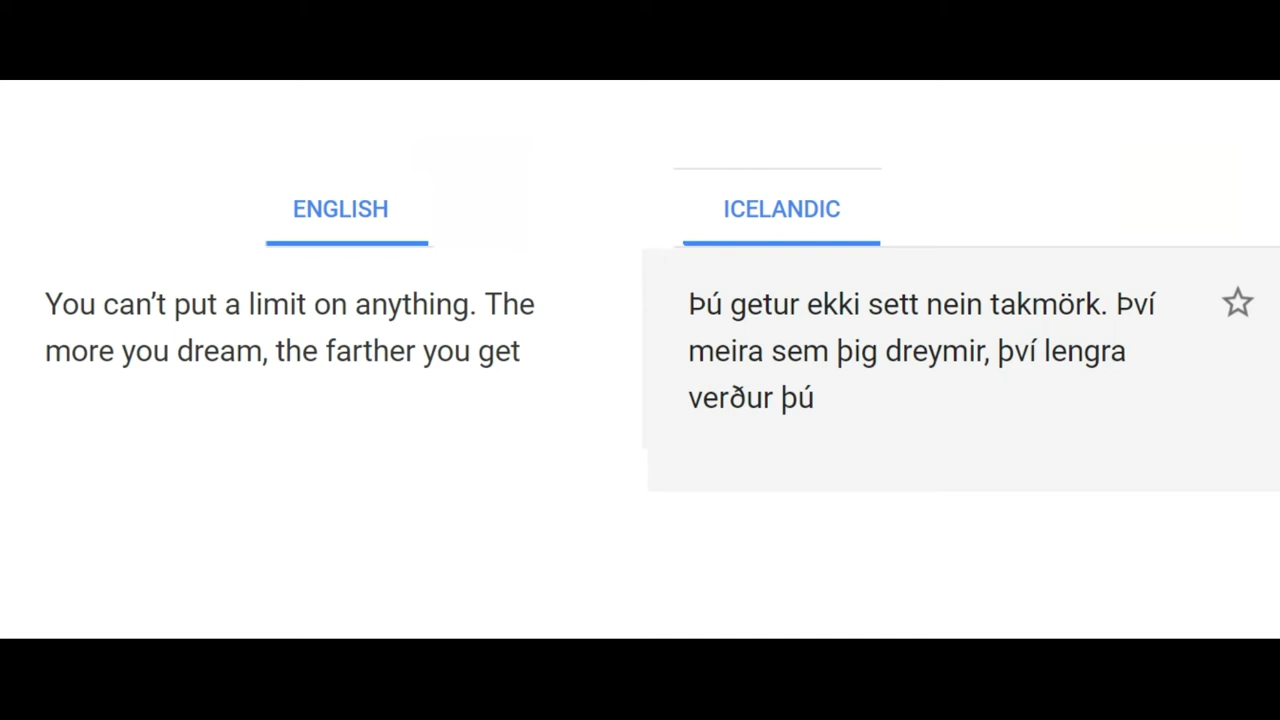 ENGLISH
You can’t put a limit on anything. The
more you dream, the farther you get
ICELANDIC
Þú getur ekki sett nein takmörk. Því
meira sem þig dreymir, því lengra
verður þú